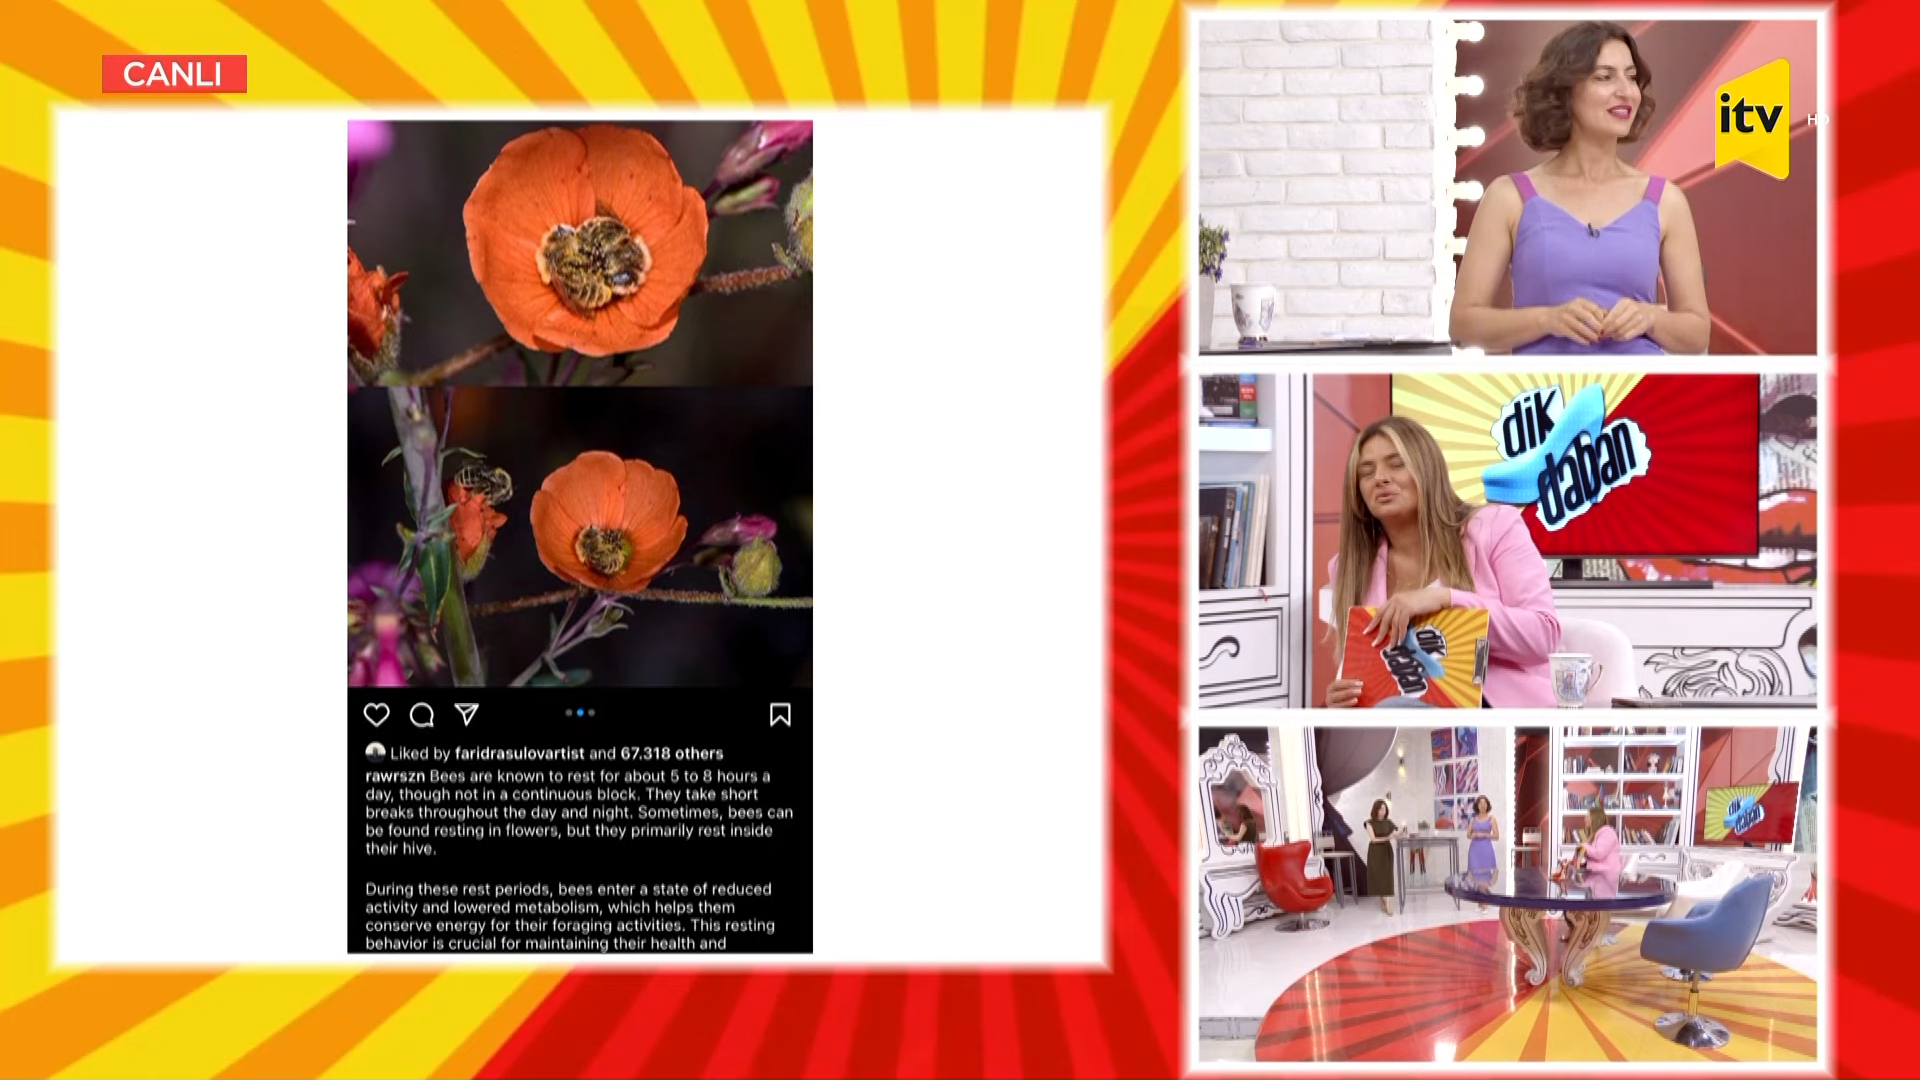 CANLI
itv
HD
Liked by faridrasulovartist and 67.318 others
rawrszn Bees are known to rest for about 5 to 8 hours a
day, though not in a continuous block. They take short
breaks throughout the day and night. Sometimes, bees can
be found resting in flowers, but they primarily rest inside
their hive.
During these rest periods, bees enter a state of reduced
activity and lowered metabolism, which helps them
conserve energy for their foraging activities. This resting
behavior is crucial for maintaining their health and
dik
daban
dik
daban
dik
daban